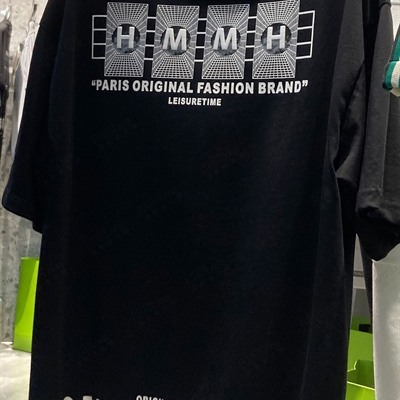 HMMH
“PARIS ORIGINAL FASHION BRAND”
LEISURETIME